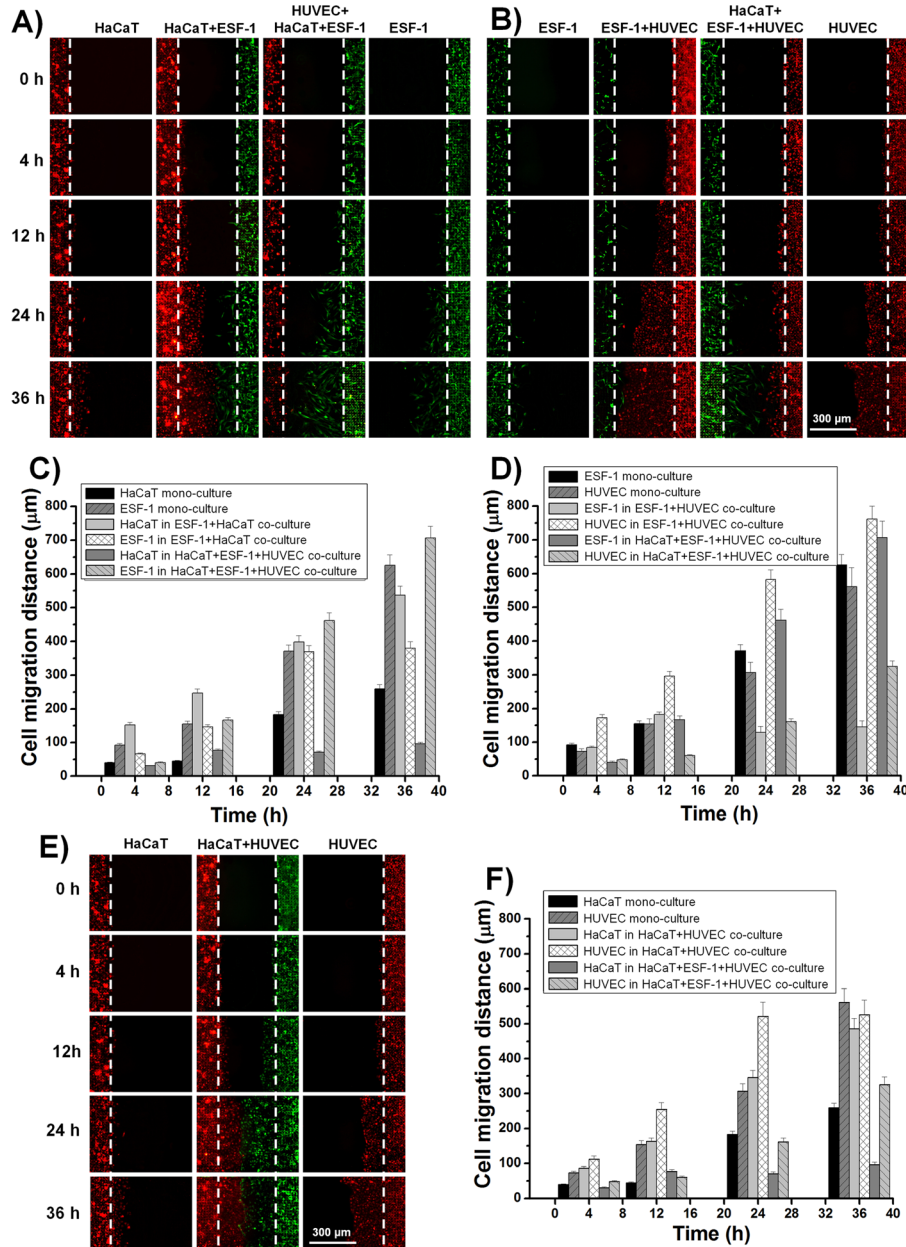 A)
HaCaT
HaCaT+ESF-1
HUVEC+
HaCaT+ESF-1
ESF-1
0 h
4 h
12 h
24 h
36 h
B)
ESF-1
ESF-1+HUVEC
HaCaT+
ESF-1+HUVEC
HUVEC
300 µm
C)
Cell migration distance (µm)
800
700
600
500
400
300
200
100
0
HaCaT mono-culture
ESF-1 mono-culture
HaCaT in ESF-1+HaCaT co-culture
ESF-1 in ESF-1+HaCaT co-culture
HaCaT in HaCaT+ESF-1+HUVEC co-culture
ESF-1 in HaCaT+ESF-1+HUVEC co-culture
0 4 8 12 16 20 24 28 32 36 40
Time (h)
D)
Cell migration distance (µm)
800
700
600
500
400
300
200
100
0
ESF-1 mono-culture
HUVEC mono-culture
ESF-1 in ESF-1+HUVEC co-culture
HUVEC in ESF-1+HUVEC co-culture
ESF-1 in HaCaT+ESF-1+HUVEC co-culture
HUVEC in HaCaT+ESF-1+HUVEC co-culture
0 4 8 12 16 20 24 28 32 36 40
Time (h)
E)
HaCaT
HaCaT+HUVEC
HUVEC
0 h
4 h
12h
24 h
36 h
300 µm
F)
Cell migration distance (µm)
800
700
600
500
400
300
200
100
0
HaCaT mono-culture
HUVEC mono-culture
HaCaT in HaCaT+HUVEC co-culture
HUVEC in HaCaT+HUVEC co-culture
HaCaT in HaCaT+ESF-1+HUVEC co-culture
HUVEC in HaCaT+ESF-1+HUVEC co-culture
0 4 8 12 16 20 24 28 32 36 40
Time (h)